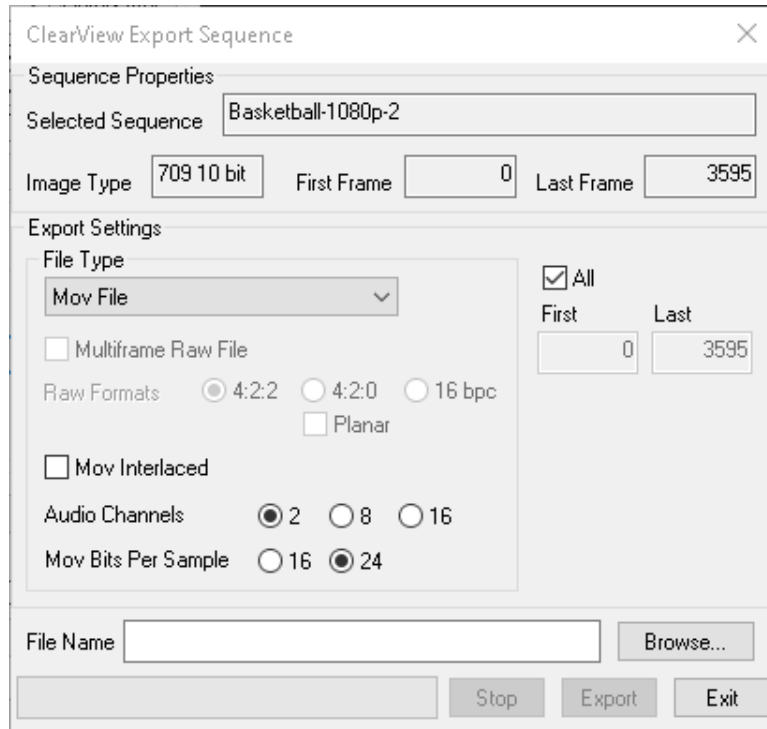 ClearView Export Sequence
Sequence Properties
Selected Sequence Basketball-1080p-2
Image Type 709 10 bit First Frame 0 Last Frame 3595
Export Settings
File Type
Mov File
All
First Last
Multiframe Raw File
0 3595
Raw Formats 4:2:2 4:2:0 16 bpc
Planar
Mov Interlaced
Audio Channels 2 8 16
Mov Bits Per Sample 16 24
File Name Browse...
Stop Export Exit